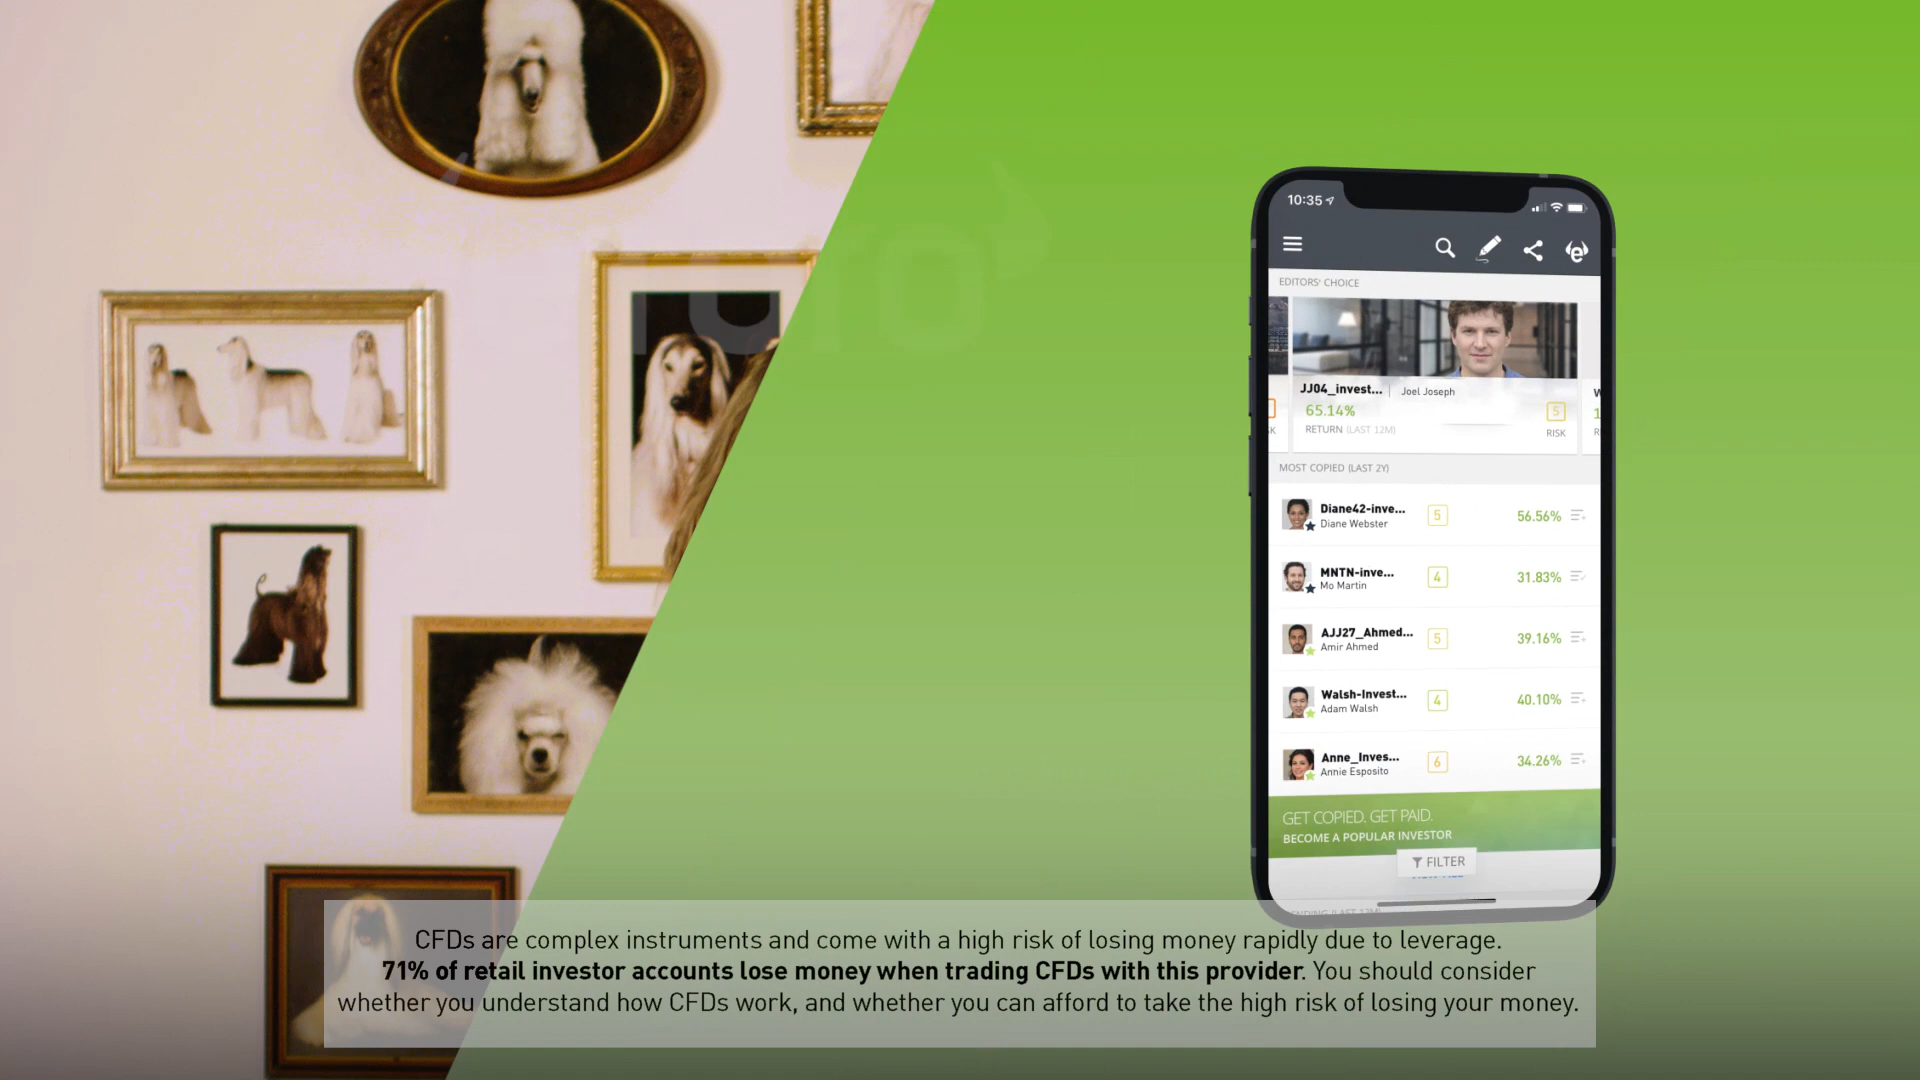 10:35
EDITORS' CHOICE
JJ04_invest... | Joel Joseph
65.14%
5
RETURN (LAST 12M)
RISK
MOST COPIED (LAST 2Y)
Diane42-inve...
Diane Webster
5
56.56%
MNTN-inve...
Mo Martin
4
31.83%
AJJ27_Ahmed...
Amir Ahmed
5
39.16%
Walsh-Invest...
Adam Walsh
4
40.10%
Anne_Inves...
Annie Esposito
6
34.26%
GET COPIED. GET PAID.
BECOME A POPULAR INVESTOR
FILTER
CFDs are complex instruments and come with a high risk of losing money rapidly due to leverage.
71% of retail investor accounts lose money when trading CFDs with this provider. You should consider
whether you understand how CFDs work, and whether you can afford to take the high risk of losing your money.